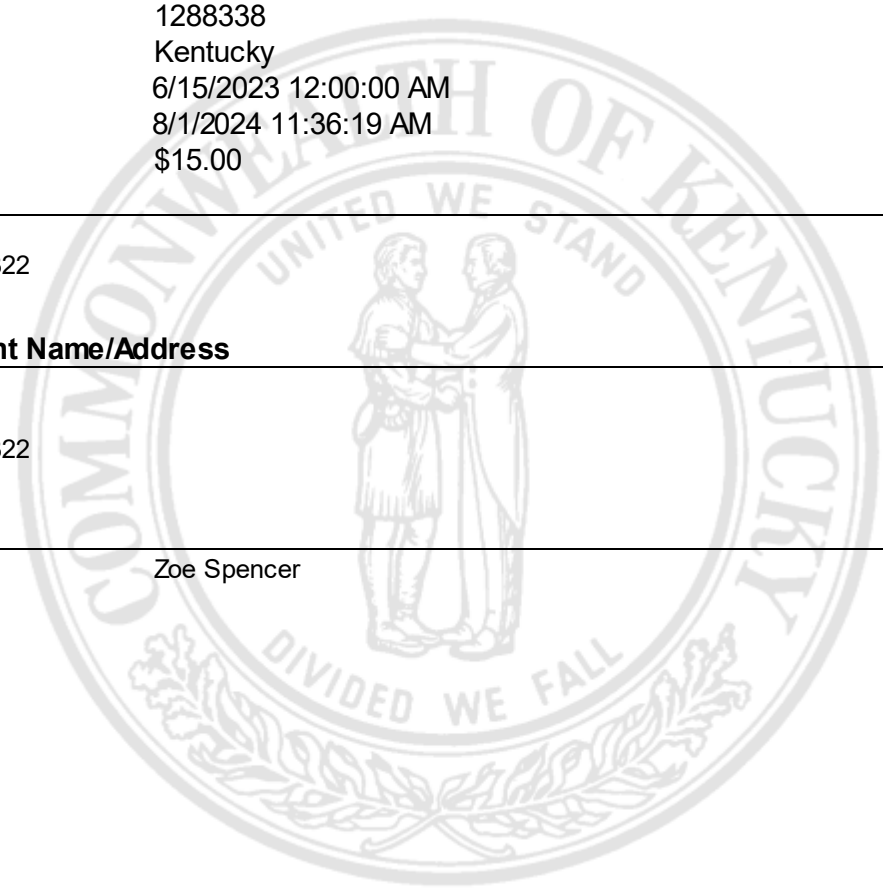 1288338
Kentucky
6/15/2023 12:00:00 AM
8/1/2024 11:36:19 AM
$15.00
22
Name/Address
22
Zoe Spencer
COMMONWEALTH OF KENTUCKY
UNITED WE STAND
DIVIDED WE FALL